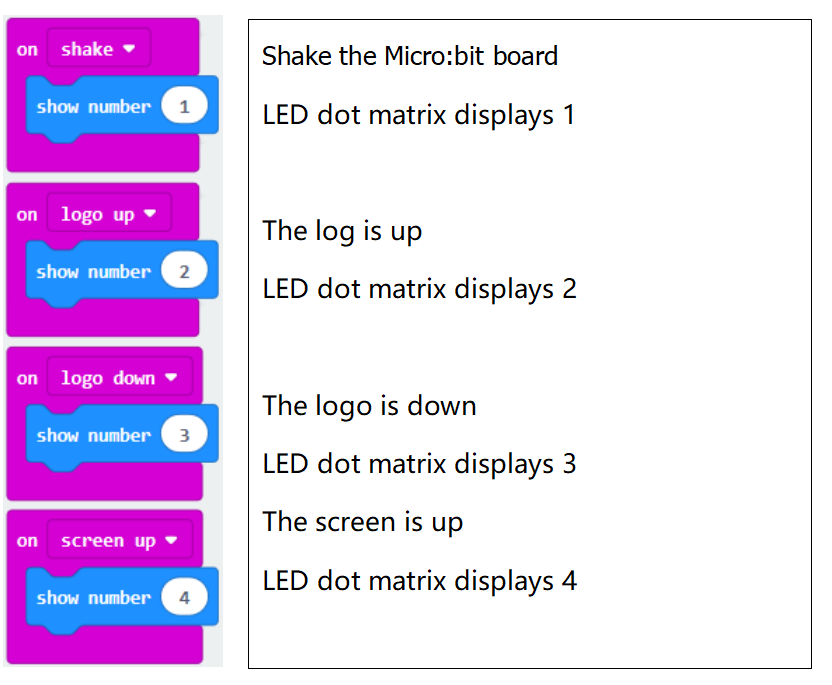 on shake
show number 1
on logo up
show number 2
on logo down
show number 3
on screen up
show number 4
Shake the Micro:bit board
LED dot matrix displays 1
The log is up
LED dot matrix displays 2
The logo is down
LED dot matrix displays 3
The screen is up
LED dot matrix displays 4